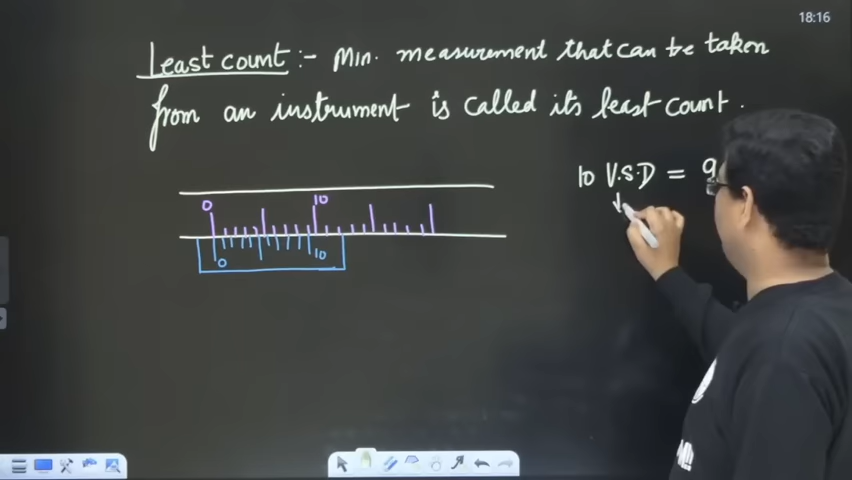 18:16
Least count :- Min. measurement that can be taken
from an instrument is called its least count.
10 V.S.D = 9
0 10
0 10